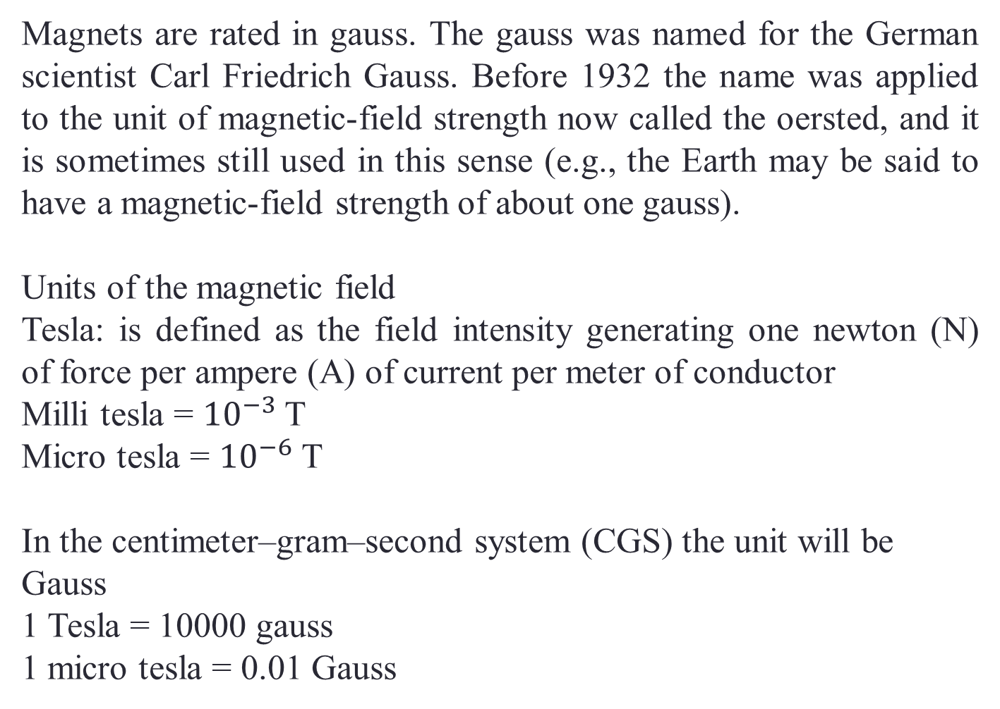 Magnets are rated in gauss. The gauss was named for the German
scientist Carl Friedrich Gauss. Before 1932 the name was applied
to the unit of magnetic-field strength now called the oersted, and it
is sometimes still used in this sense (e.g., the Earth may be said to
have a magnetic-field strength of about one gauss).
Units of the magnetic field
Tesla: is defined as the field intensity generating one newton (N)
of force per ampere (A) of current per meter of conductor
Milli tesla = 10⁻³ T
Micro tesla = 10⁻⁶ T
In the centimeter–gram–second system (CGS) the unit will be
Gauss
1 Tesla = 10000 gauss
1 micro tesla = 0.01 Gauss